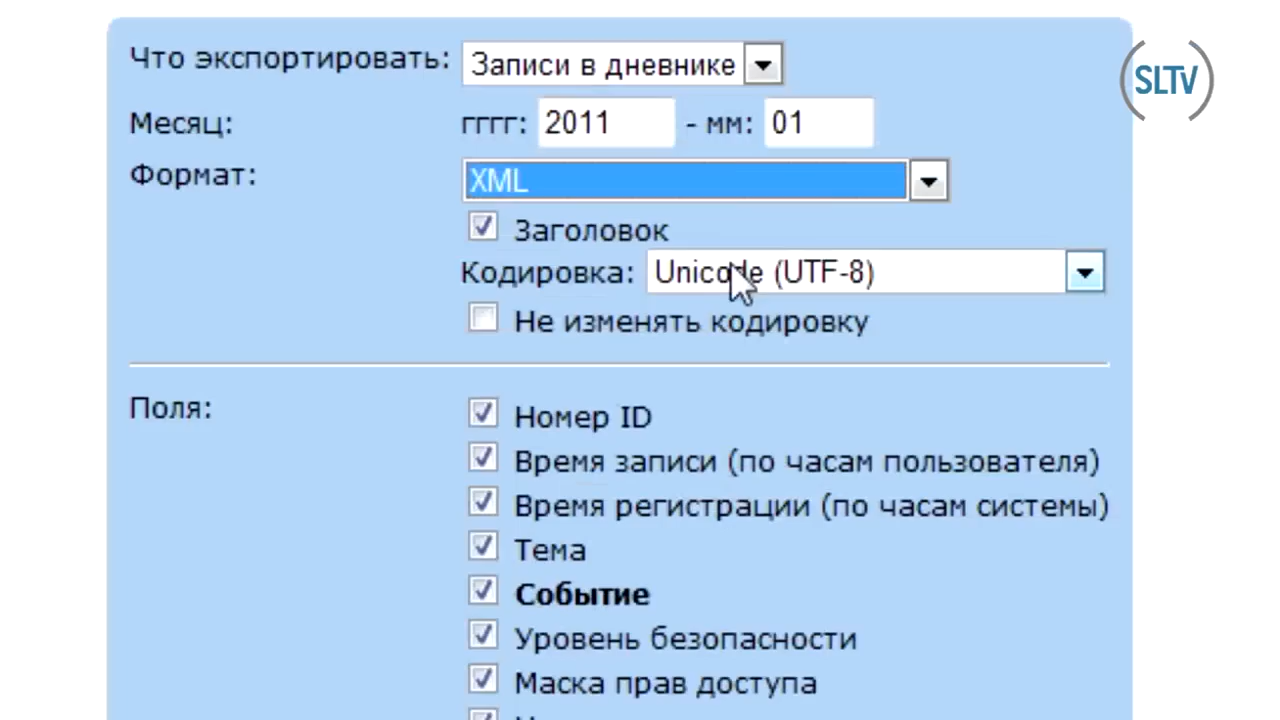 Что экспортировать: Записи в дневнике
SLTV
Месяц: гггг: 2011 - мм: 01
Формат: XML
Заголовок
Кодировка: Unicode (UTF-8)
Не изменять кодировку
Поля: Номер ID
Время записи (по часам пользователя)
Время регистрации (по часам системы)
Тема
Событие
Уровень безопасности
Маска прав доступа